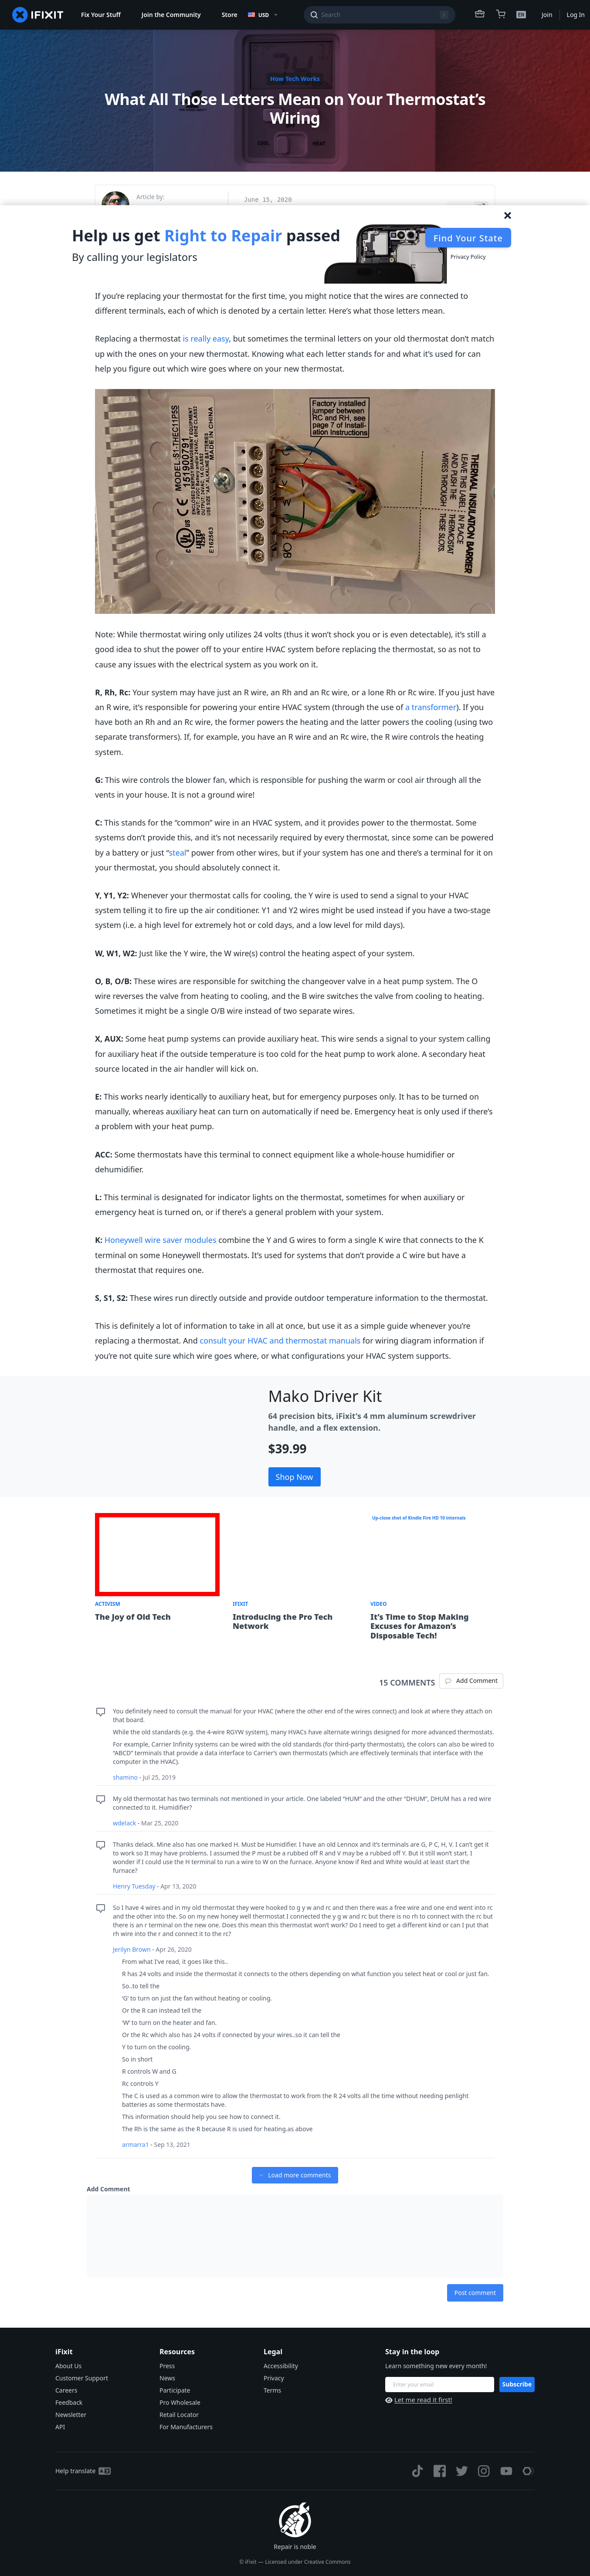 IFIXIT
Fix Your Stuff
Join the Community
Store
USD
Search
/
EN
Join
Log In
How Tech Works
What All Those Letters Mean on Your Thermostat’s
Wiring
COOL
HEAT
Article by:
June 15, 2020
Help us get Right to Repair passed
By calling your legislators
Find Your State
Privacy Policy
If you’re replacing your thermostat for the first time, you might notice that the wires are connected to
different terminals, each of which is denoted by a certain letter. Here’s what those letters mean.
Replacing a thermostat is really easy, but sometimes the terminal letters on your old thermostat don’t match
up with the ones on your new thermostat. Knowing what each letter stands for and what it’s used for can
help you figure out which wire goes where on your new thermostat.
Factory installed
jumper between
RC and RH, see
page 7 of Installation
instructions
MODEL: S1-THEC11P5S
151900791
UL LISTED
ENCLOSED ENERGY
MANAGEMENT EQUIPMENT
E162563
THERMAL INSULATION BARRIER
LEAVE THIS LABEL IN PLACE
AND PUSH THE WIRES
THROUGH THESE SLOTS.
Note: While thermostat wiring only utilizes 24 volts (thus it won’t shock you or is even detectable), it’s still a
good idea to shut the power off to your entire HVAC system before replacing the thermostat, so as not to
cause any issues with the electrical system as you work on it.
R, Rh, Rc: Your system may have just an R wire, an Rh and an Rc wire, or a lone Rh or Rc wire. If you just have
an R wire, it’s responsible for powering your entire HVAC system (through the use of a transformer). If you
have both an Rh and an Rc wire, the former powers the heating and the latter powers the cooling (using two
separate transformers). If, for example, you have an R wire and an Rc wire, the R wire controls the heating
system.
G: This wire controls the blower fan, which is responsible for pushing the warm or cool air through all the
vents in your house. It is not a ground wire!
C: This stands for the “common” wire in an HVAC system, and it provides power to the thermostat. Some
systems don’t provide this, and it’s not necessarily required by every thermostat, since some can be powered
by a battery or just “steal” power from other wires, but if your system has one and there’s a terminal for it on
your thermostat, you should absolutely connect it.
Y, Y1, Y2: Whenever your thermostat calls for cooling, the Y wire is used to send a signal to your HVAC
system telling it to fire up the air conditioner. Y1 and Y2 wires might be used instead if you have a two-stage
system (i.e. a high level for extremely hot or cold days, and a low level for mild days).
W, W1, W2: Just like the Y wire, the W wire(s) control the heating aspect of your system.
O, B, O/B: These wires are responsible for switching the changeover valve in a heat pump system. The O
wire reverses the valve from heating to cooling, and the B wire switches the valve from cooling to heating.
Sometimes it might be a single O/B wire instead of two separate wires.
X, AUX: Some heat pump systems can provide auxiliary heat. This wire sends a signal to your system calling
for auxiliary heat if the outside temperature is too cold for the heat pump to work alone. A secondary heat
source located in the air handler will kick on.
E: This works nearly identically to auxiliary heat, but for emergency purposes only. It has to be turned on
manually, whereas auxiliary heat can turn on automatically if need be. Emergency heat is only used if there’s
a problem with your heat pump.
ACC: Some thermostats have this terminal to connect equipment like a whole-house humidifier or
dehumidifier.
L: This terminal is designated for indicator lights on the thermostat, sometimes for when auxiliary or
emergency heat is turned on, or if there’s a general problem with your system.
K: Honeywell wire saver modules combine the Y and G wires to form a single K wire that connects to the K
terminal on some Honeywell thermostats. It’s used for systems that don’t provide a C wire but have a
thermostat that requires one.
S, S1, S2: These wires run directly outside and provide outdoor temperature information to the thermostat.
This is definitely a lot of information to take in all at once, but use it as a simple guide whenever you’re
replacing a thermostat. And consult your HVAC and thermostat manuals for wiring diagram information if
you’re not quite sure which wire goes where, or what configurations your HVAC system supports.
Mako Driver Kit
64 precision bits, iFixit's 4 mm aluminum screwdriver
handle, and a flex extension.
$39.99
Shop Now
Up-close shot of Kindle Fire HD 10 internals
ACTIVISM
The Joy of Old Tech
IFIXIT
Introducing the Pro Tech
Network
VIDEO
It’s Time to Stop Making
Excuses for Amazon’s
Disposable Tech!
15 COMMENTS
Add Comment
You definitely need to consult the manual for your HVAC (where the other end of the wires connect) and look at where they attach on
that board.
While the old standards (e.g. the 4-wire RGYW system), many HVACs have alternate wirings designed for more advanced thermostats.
For example, Carrier Infinity systems can be wired with the old standards (for third-party thermostats), the colors can also be wired to
“ABCD” terminals that provide a data interface to Carrier’s own thermostats (which are effectively terminals that interface with the
computer in the HVAC).
shamino - Jul 25, 2019
My old thermostat has two terminals not mentioned in your article. One labeled “HUM” and the other “DHUM”, DHUM has a red wire
connected to it. Humidifier?
wdelack - Mar 25, 2020
Thanks delack. Mine also has one marked H. Must be Humidifier. I have an old Lennox and it’s terminals are G, P C, H, V. I can’t get it
to work so It may have problems. I assumed the P must be a rubbed off R and V may be a rubbed off Y. But it still won’t start. I
wonder if I could use the H terminal to run a wire to W on the furnace. Anyone know if Red and White would at least start the
furnace?
Henry Tuesday - Apr 13, 2020
So I have 4 wires and in my old thermostat they were hooked to g y w and rc and then there was a free wire and one end went into rc
and the other into the. So on my new honey well thermostat I connected the y g w and rc but there is no rh to connect with the rc but
there is an r terminal on the new one. Does this mean this thermostat won’t work? Do I need to get a different kind or can I put that
rh wire into the r and connect it to the rc?
Jerilyn Brown - Apr 26, 2020
From what I’ve read, it goes like this..
R has 24 volts and inside the thermostat it connects to the others depending on what function you select heat or cool or just fan.
So..to tell the
‘G’ to turn on just the fan without heating or cooling.
Or the R can instead tell the
‘W’ to turn on the heater and fan.
Or the Rc which also has 24 volts if connected by your wires..so it can tell the
Y to turn on the cooling.
So in short
R controls W and G
Rc controls Y
The C is used as a common wire to allow the thermostat to work from the R 24 volts all the time without needing penlight
batteries as some thermostats have.
This information should help you see how to connect it.
The Rh is the same as the R because R is used for heating.as above
armarra1 - Sep 13, 2021
Load more comments
Add Comment
Post comment
iFixit
About Us
Customer Support
Careers
Feedback
Newsletter
API
Resources
Press
News
Participate
Pro Wholesale
Retail Locator
For Manufacturers
Legal
Accessibility
Privacy
Terms
Stay in the loop
Learn something new every month!
Enter your email
Subscribe
Let me read it first!
Help translate
Repair is noble
© iFixit — Licensed under Creative Commons